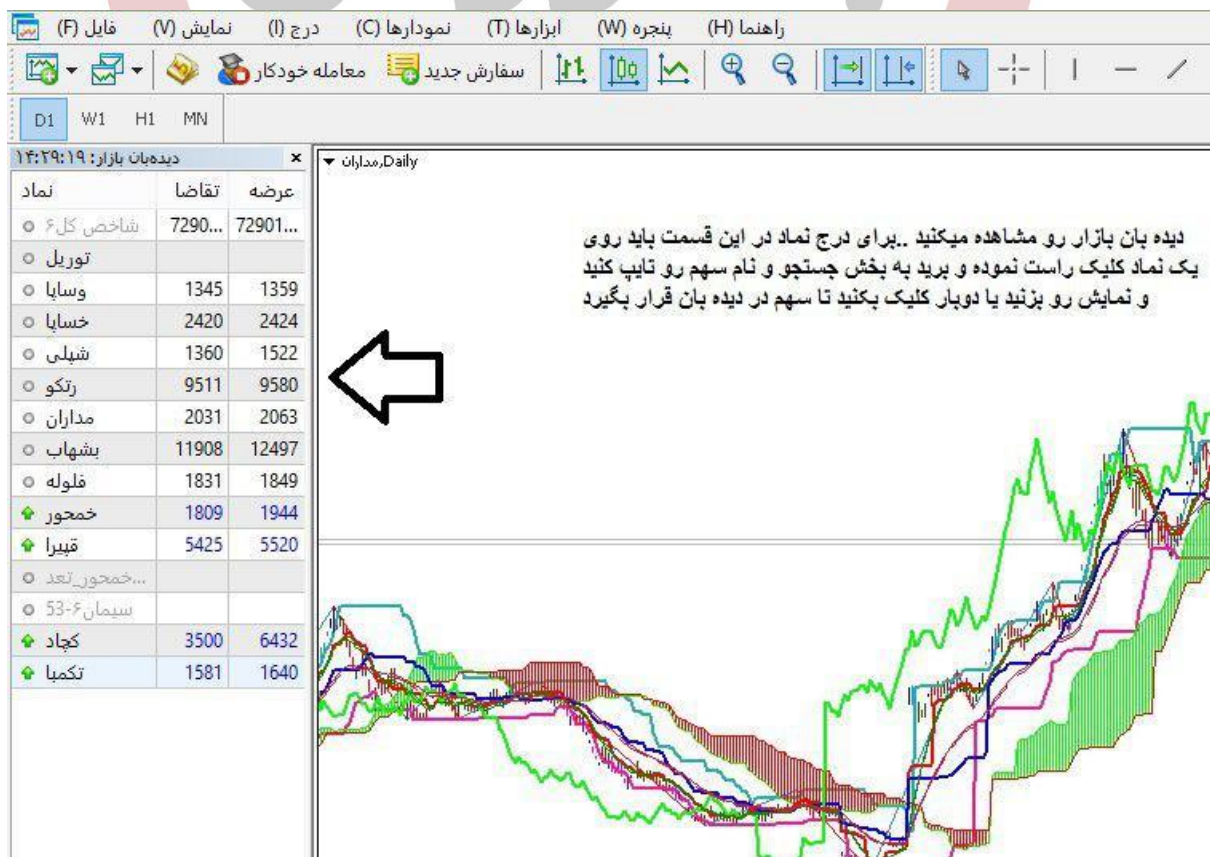 فایل (F) نمایش (V) درج (I) نمودارها (C) ابزارها (T) پنجره (W) راهنما (H)
معامله خودکار سفارش جدید
D1 W1 H1 MN
دیده‌بان بازار: ۱۴:۲۹:۱۹
نماد تقاضا عرضه
شاخص کل۶ 7290... 72901...
توریل
وساپا 1345 1359
خساپا 2420 2424
شپلی 1360 1522
رتکو 9511 9580
مداران 2031 2063
بشهاب 11908 12497
فلوله 1831 1849
خمحور 1809 1944
قپیرا 5425 5520
خمحور_تعد...
سیمان۶-53
کچاد 3500 6432
تکمبا 1581 1640
مداران,Daily
دیده بان بازار رو مشاهده میکنید ..برای درج نماد در این قسمت باید روی
یک نماد کلیک راست نموده و برید به بخش جستجو و نام سهم رو تایپ کنید
و نمایش رو بزنید یا دوبار کلیک بکنید تا سهم در دیده بان قرار بگیرد